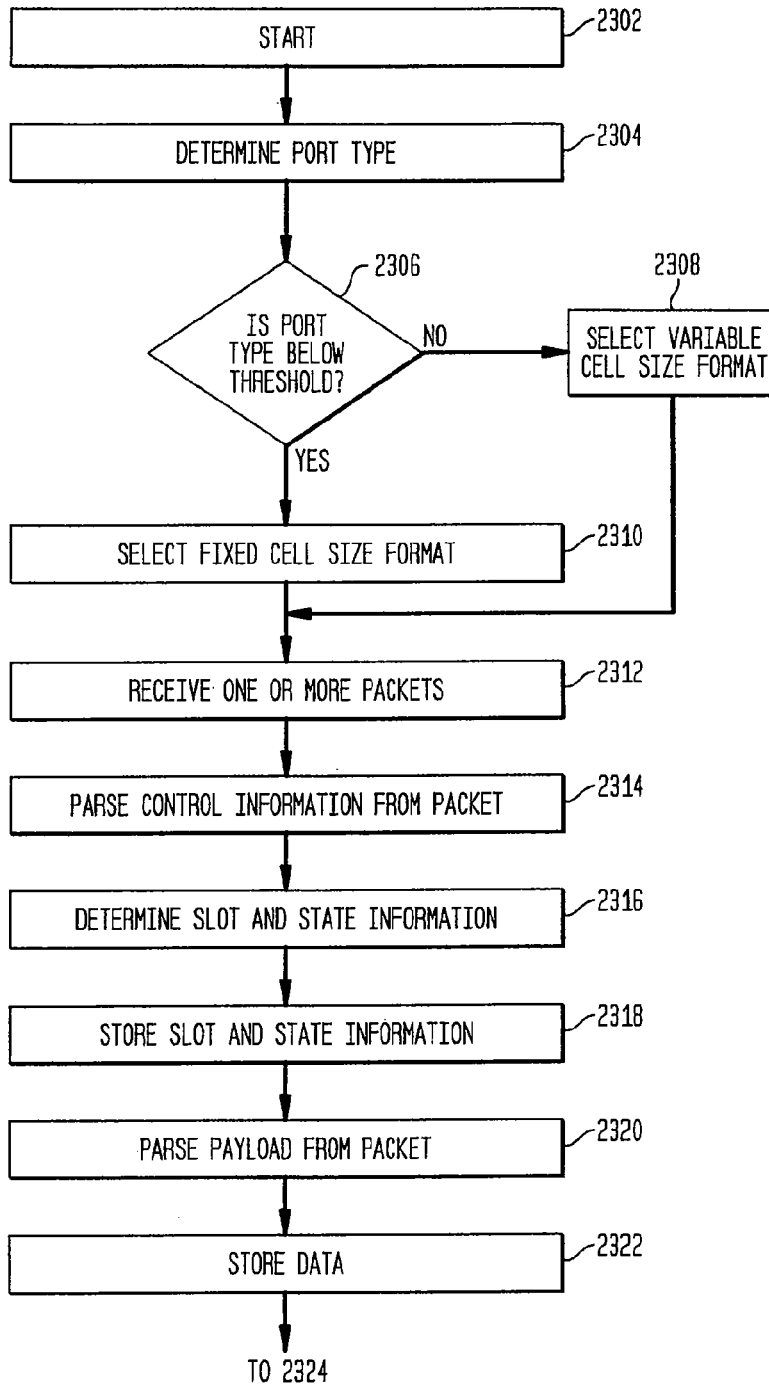 START
2302
DETERMINE PORT TYPE
2304
2306
IS PORT
TYPE BELOW
THRESHOLD?
NO
2308
SELECT VARIABLE
CELL SIZE FORMAT
YES
SELECT FIXED CELL SIZE FORMAT
2310
RECEIVE ONE OR MORE PACKETS
2312
PARSE CONTROL INFORMATION FROM PACKET
2314
DETERMINE SLOT AND STATE INFORMATION
2316
STORE SLOT AND STATE INFORMATION
2318
PARSE PAYLOAD FROM PACKET
2320
STORE DATA
2322
TO 2324